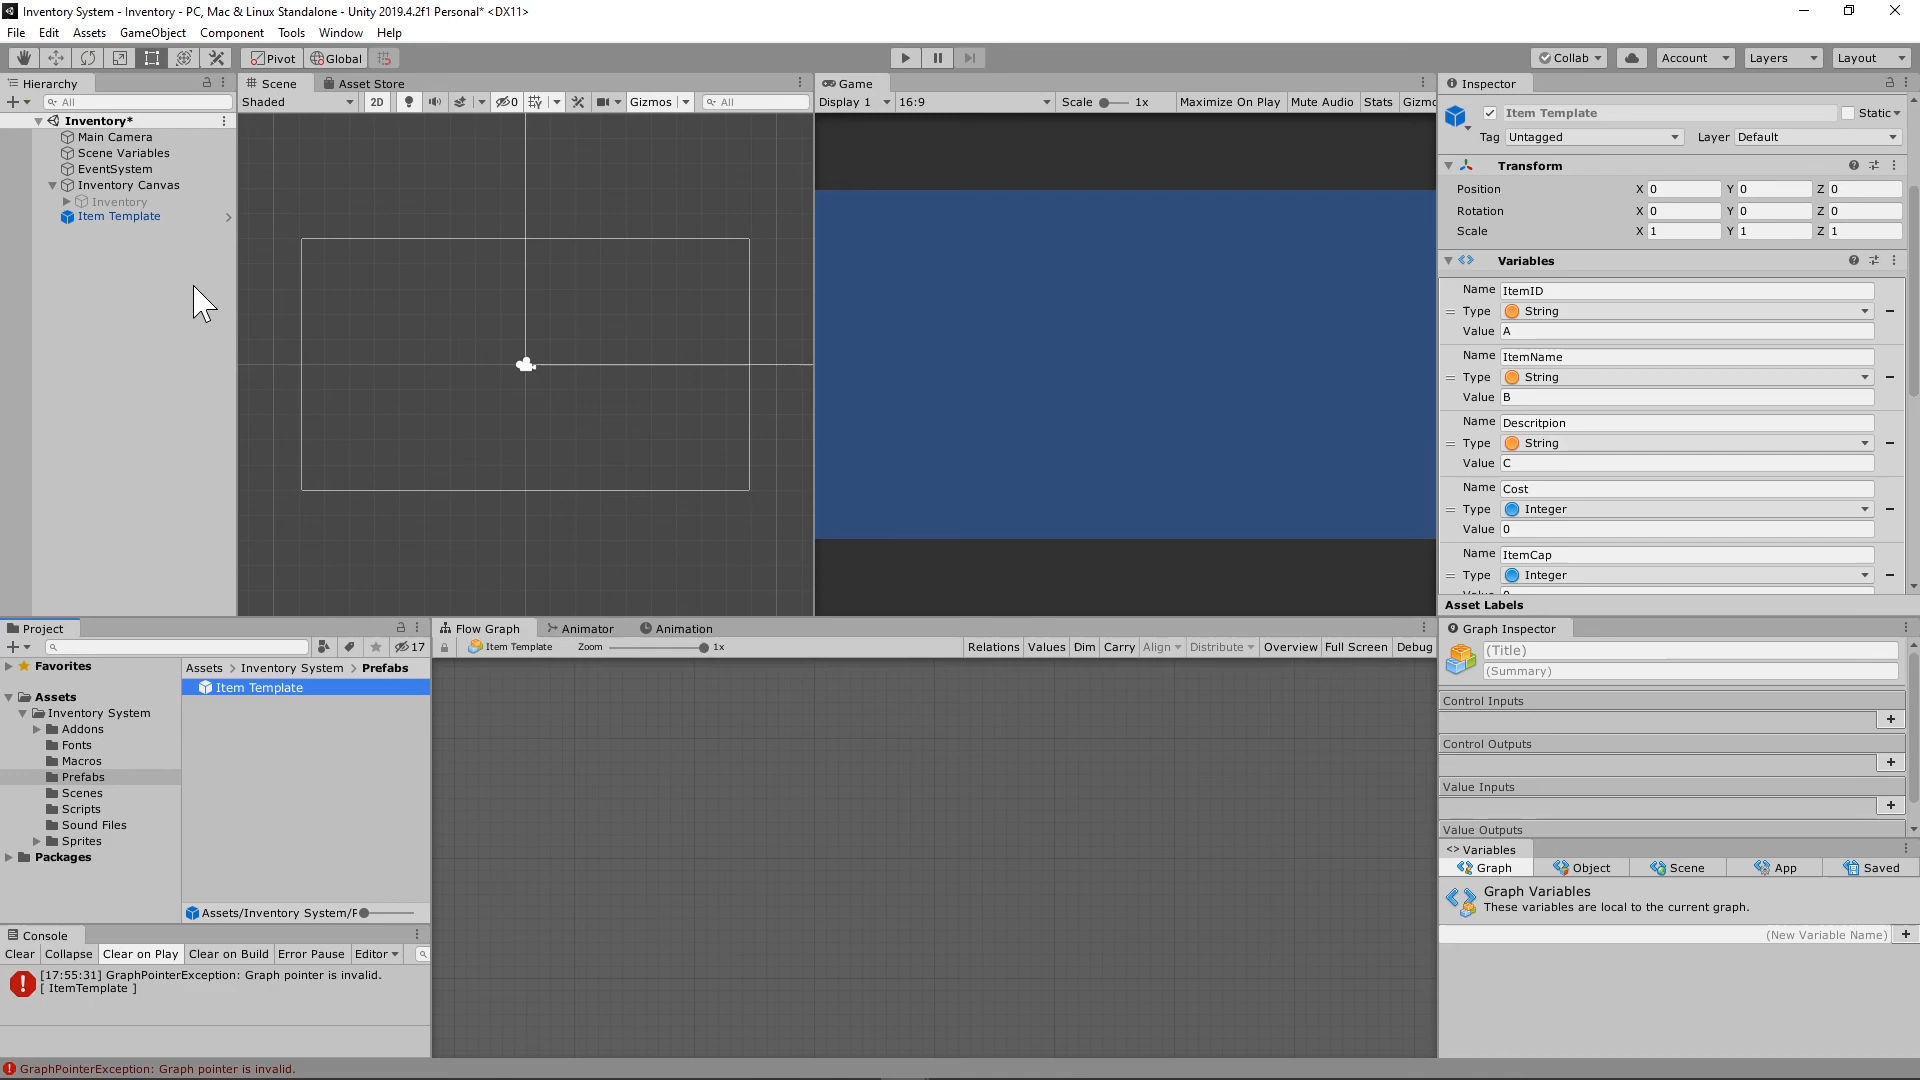 Inventory System - Inventory - PC, Mac & Linux Standalone - Unity 2019.4.2f1 Personal* <DX11>
File Edit Assets GameObject Component Tools Window Help
Pivot Global Collab Account Layers Layout
Hierarchy
All
Inventory*
Main Camera
Scene Variables
EventSystem
Inventory Canvas
Inventory
Item Template
Scene Asset Store
Shaded 2D 0 Gizmos All
Game
Display 1 16:9 Scale 1x Maximize On Play Mute Audio Stats Gizmo
Inspector
Item Template Static
Tag Untagged Layer Default
Transform
Position X 0 Y 0 Z 0
Rotation X 0 Y 0 Z 0
Scale X 1 Y 1 Z 1
Variables
Name ItemID
Type String
Value A
Name ItemName
Type String
Value B
Name Descritpion
Type String
Value C
Name Cost
Type Integer
Value 0
Name ItemCap
Type Integer
Asset Labels
Project
17
Favorites
Assets
Inventory System
Addons
Fonts
Macros
Prefabs
Scenes
Scripts
Sound Files
Sprites
Packages
Assets > Inventory System > Prefabs
Item Template
Assets/Inventory System/F
Flow Graph Animator Animation
Item Template Zoom 1x Relations Values Dim Carry Align Distribute Overview Full Screen Debug
Graph Inspector
(Title)
(Summary)
Control Inputs
Control Outputs
Value Inputs
Value Outputs
<> Variables
Graph Object Scene App Saved
Graph Variables
These variables are local to the current graph.
(New Variable Name)
Console
Clear Collapse Clear on Play Clear on Build Error Pause Editor
[17:55:31] GraphPointerException: Graph pointer is invalid.
[ ItemTemplate ]
GraphPointerException: Graph pointer is invalid.